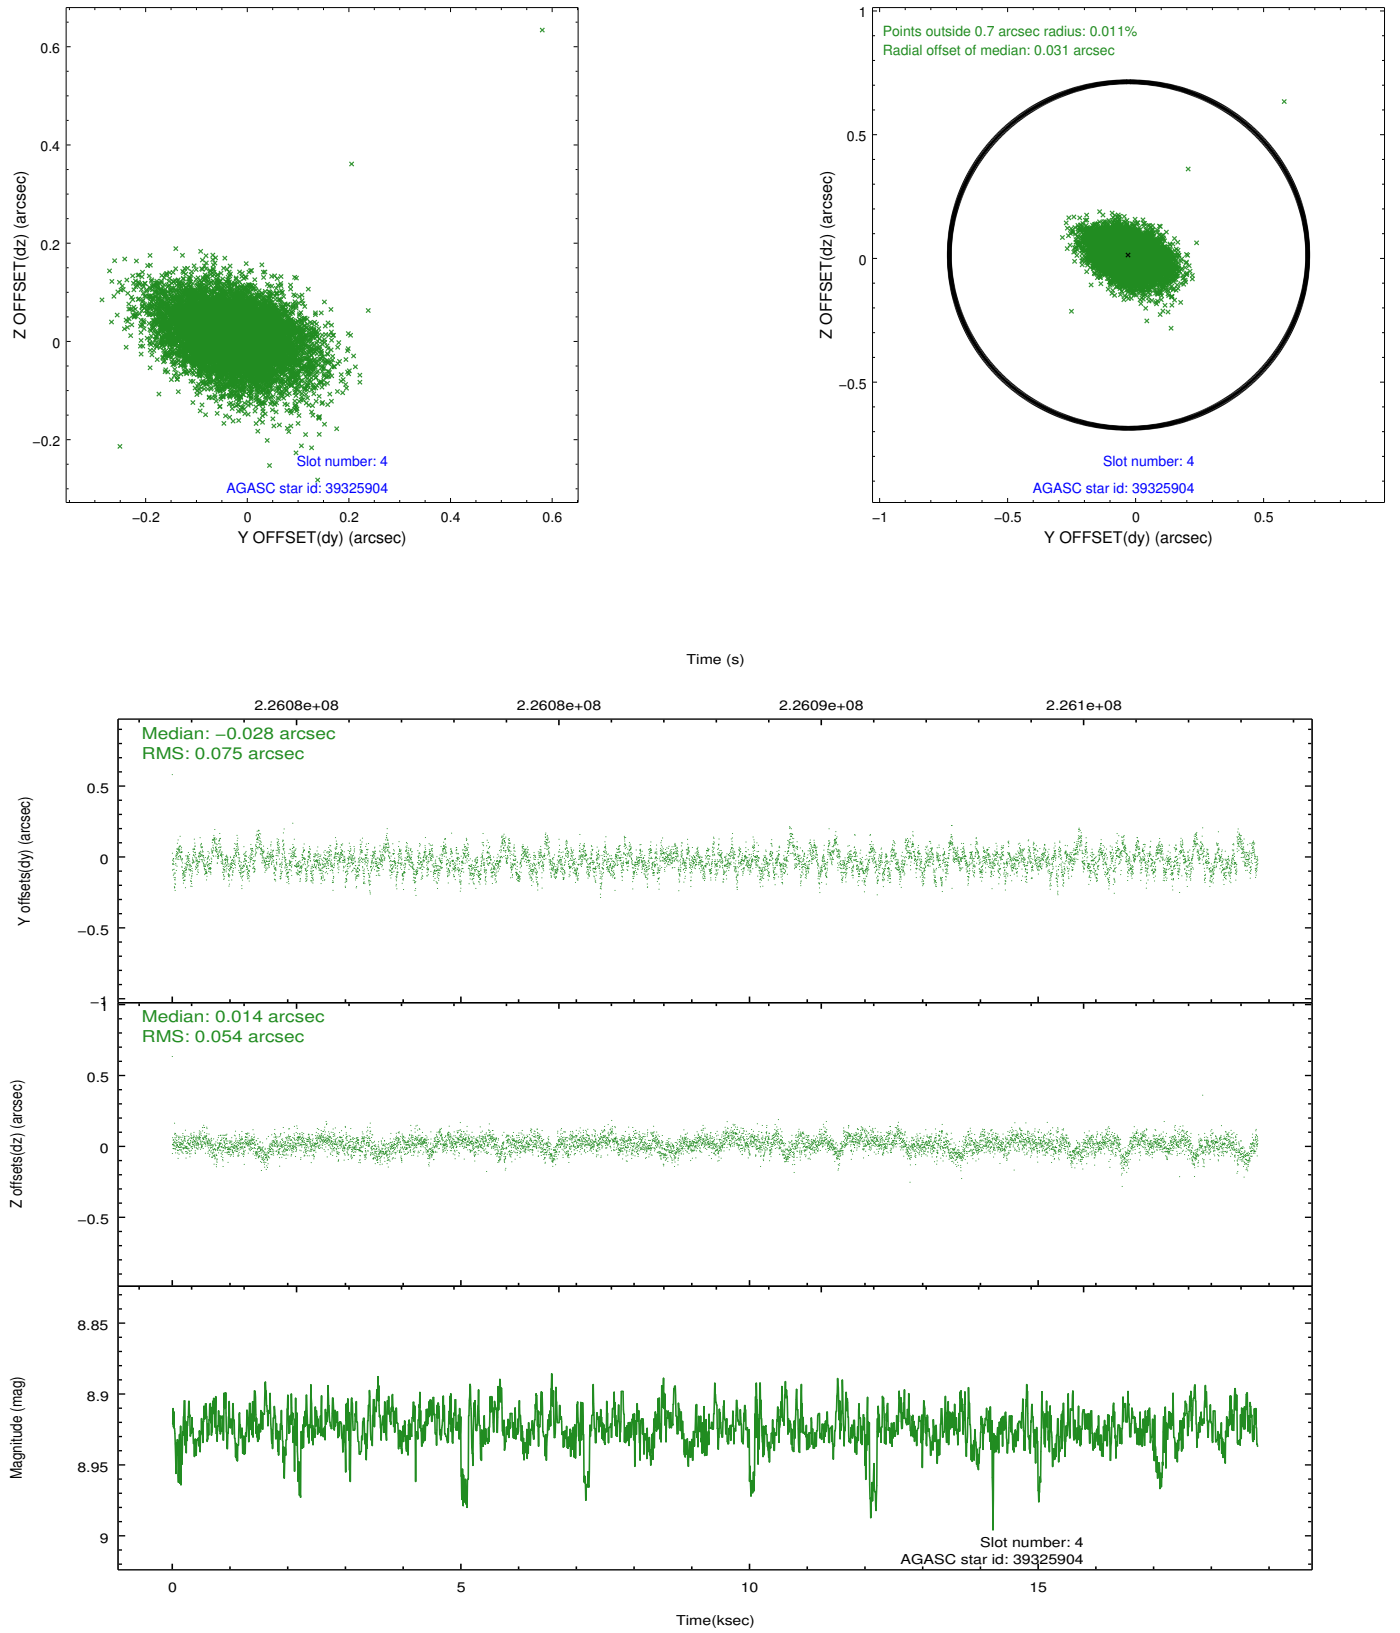 0.6
0.4
0.2
0
−0.2
Z OFFSET(dz) (arcsec)
Slot number: 4
AGASC star id: 39325904
−0.2 0 0.2 0.4 0.6
Y OFFSET(dy) (arcsec)
Points outside 0.7 arcsec radius: 0.011%
Radial offset of median: 0.031 arcsec
1
0.5
0
−0.5
Z OFFSET(dz) (arcsec)
Slot number: 4
AGASC star id: 39325904
−1 −0.5 0 0.5
Y OFFSET(dy) (arcsec)
Time (s)
2.2608e+08 2.2608e+08 2.2609e+08 2.261e+08
Median: −0.028 arcsec
RMS: 0.075 arcsec
0.5
0
−0.5
−1
Y offsets(dy) (arcsec)
Median: 0.014 arcsec
RMS: 0.054 arcsec
1
0.5
0
−0.5
Z offsets(dz) (arcsec)
8.85
8.9
8.95
9
Magnitude (mag)
Slot number: 4
AGASC star id: 39325904
0 5 10 15
Time(ksec)